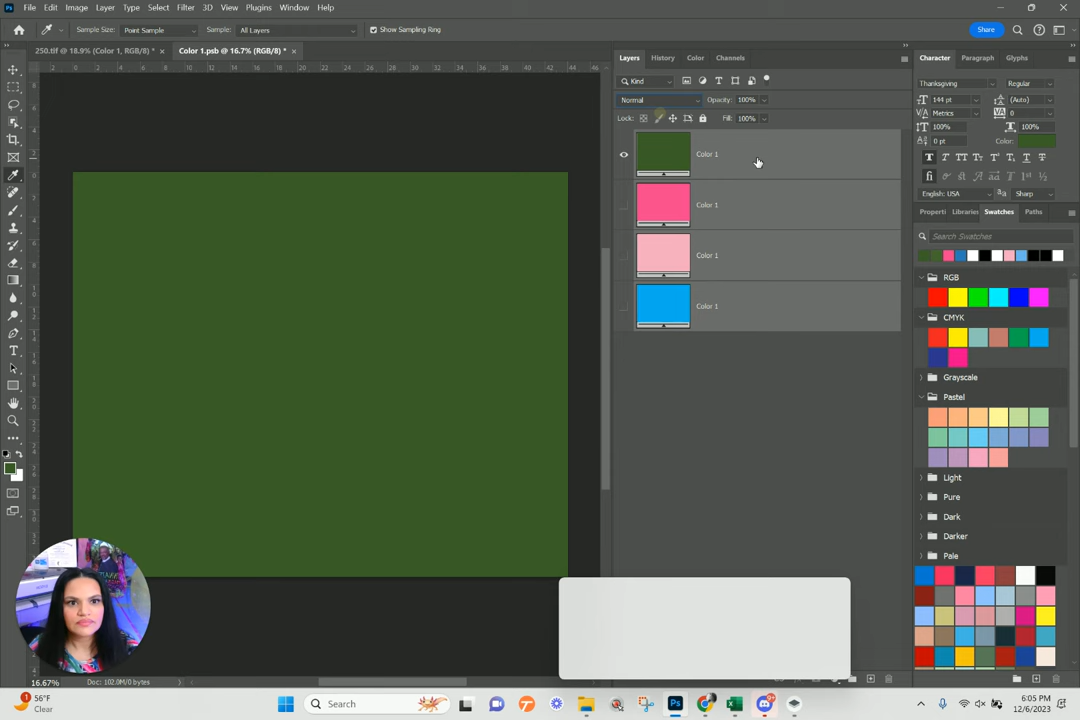 Ps File Edit Image Layer Type Select Filter 3D View Plugins Window Help
Sample Size: Point Sample Sample: All Layers Show Sampling Ring Share
250.tif @ 18.9% (Color 1, RGB/8) * × Color 1.psb @ 16.7% (RGB/8) * ×
Layers History Color Channels
Character Paragraph Glyphs
Kind
Thanksgiving Regular
Normal Opacity: 100%
144 pt (Auto)
Metrics 0
Lock: Fill: 100%
100% 100%
0 pt Color:
Color 1
English: USA Sharp
Color 1
Properti Libraries Swatches Paths
Search Swatches
Color 1
RGB
Color 1
CMYK
Grayscale
Pastel
Light
Pure
Dark
Darker
Pale
16.67% Doc: 102.0M/0 bytes
56°F
Clear
Search
6:05 PM
12/6/2023